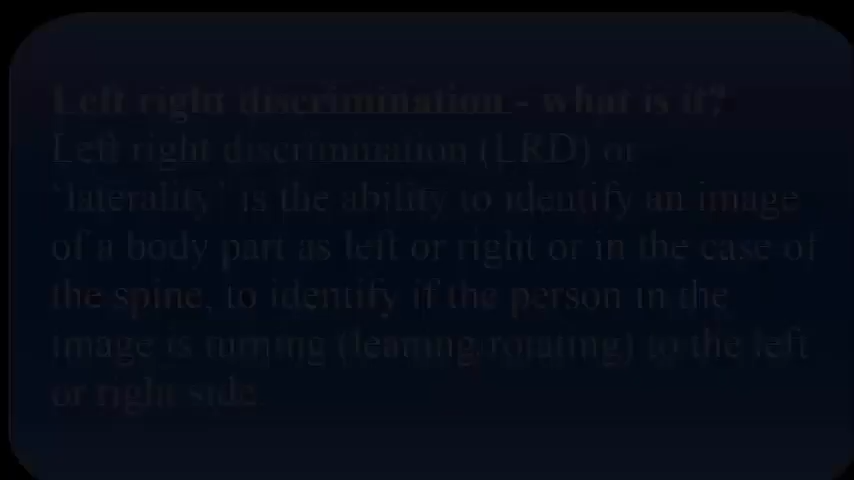 Left right discrimination - what is it?
Left right discrimination (LRD) or
`laterality' is the ability to identify an image
of a body part as left or right or in the case of
the spine, to identify if the person in the
image is turning (leaning,rotating) to the left
or right side.